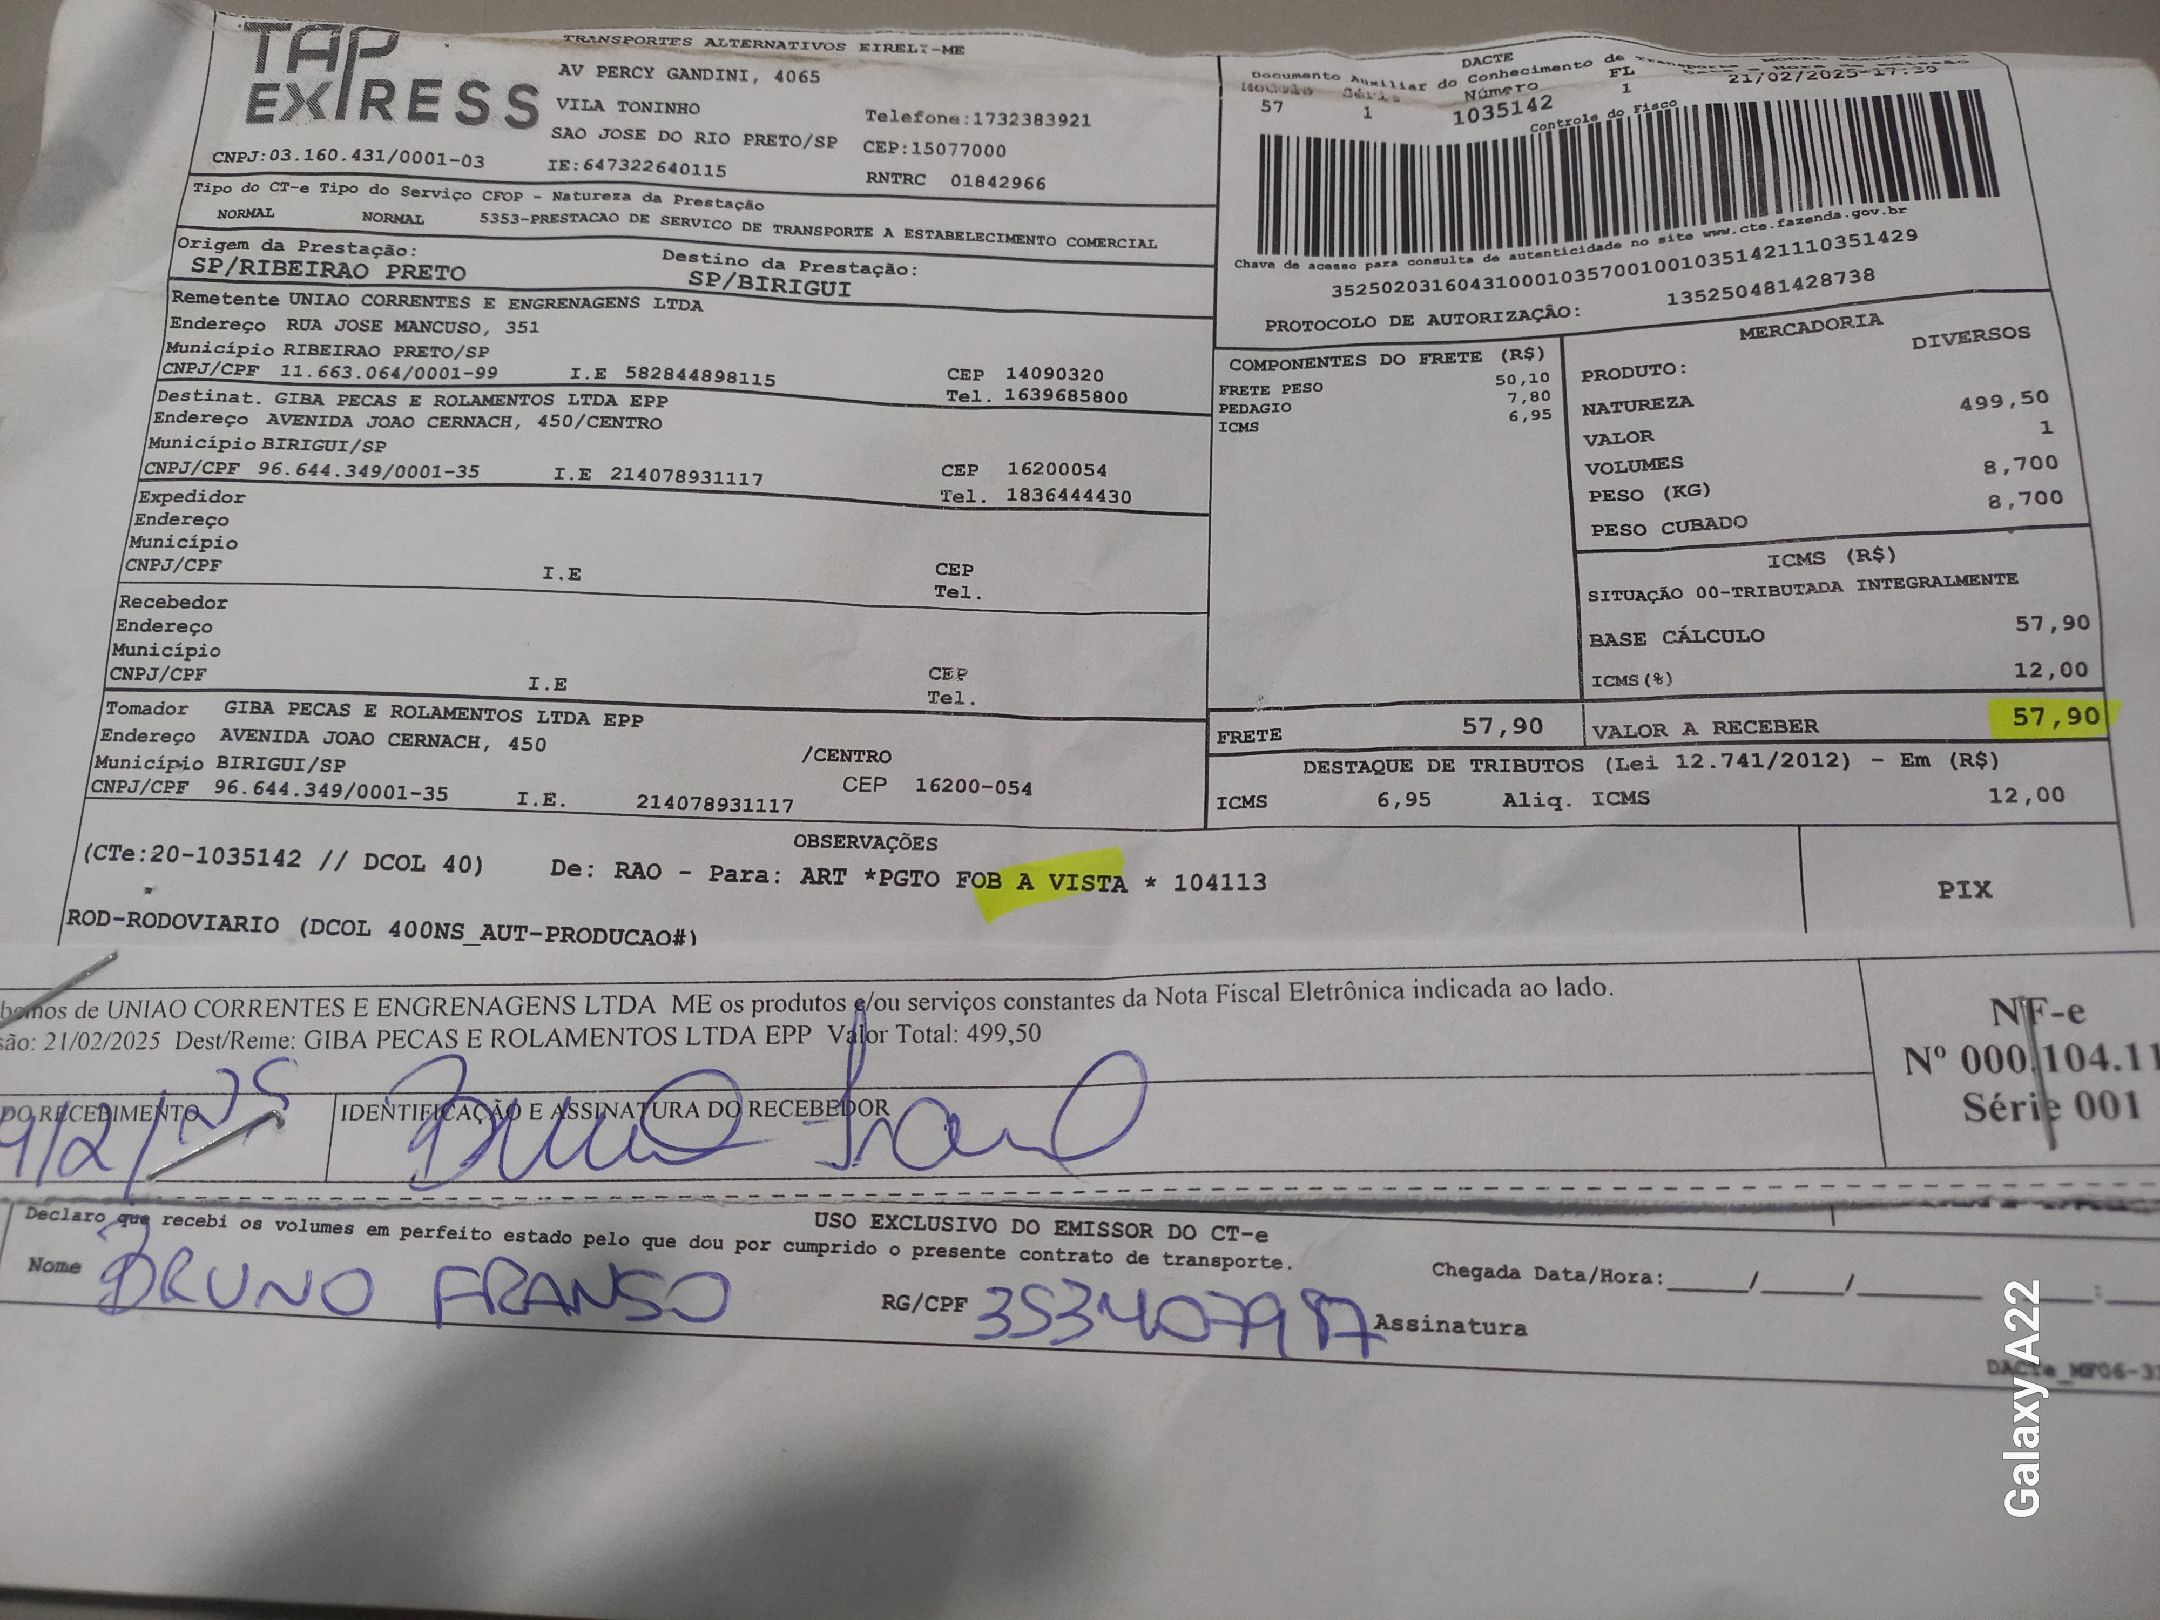 TAP EXPRESS
TRANSPORTES ALTERNATIVOS EIRELI-ME
AV PERCY GANDINI, 4065
VILA TONINHO
Telefone:1732383921
SAO JOSE DO RIO PRETO/SP CEP:15077000
CNPJ:03.160.431/0001-03 IE:647322640115 RNTRC 01842966
DACTE
Documento Auxiliar do Conhecimento de Transporte
Modelo Série Número FL
57 1 1035142 1 21/02/2025-17:30
Controle do Fisco
Tipo do CT-e Tipo do Serviço CFOP - Natureza da Prestação
NORMAL NORMAL 5353-PRESTACAO DE SERVICO DE TRANSPORTE A ESTABELECIMENTO COMERCIAL
Origem da Prestação: Destino da Prestação:
SP/RIBEIRAO PRETO SP/BIRIGUI
Chave de acesso para consulta de autenticidade no site www.cte.fazenda.gov.br
35250203160431000103570010010351421110351429
PROTOCOLO DE AUTORIZAÇÃO: 135250481428738
Remetente UNIAO CORRENTES E ENGRENAGENS LTDA
Endereço RUA JOSE MANCUSO, 351
Município RIBEIRAO PRETO/SP
CNPJ/CPF 11.663.064/0001-99 I.E 582844898115 CEP 14090320
Tel. 1639685800
Destinat. GIBA PECAS E ROLAMENTOS LTDA EPP
Endereço AVENIDA JOAO CERNACH, 450/CENTRO
Município BIRIGUI/SP
CNPJ/CPF 96.644.349/0001-35 I.E 214078931117 CEP 16200054
Tel. 1836444430
Expedidor
Endereço
Município
CNPJ/CPF I.E CEP
Tel.
Recebedor
Endereço
Município
CNPJ/CPF I.E CEP
Tel.
Tomador GIBA PECAS E ROLAMENTOS LTDA EPP
Endereço AVENIDA JOAO CERNACH, 450 /CENTRO
Município BIRIGUI/SP CEP 16200-054
CNPJ/CPF 96.644.349/0001-35 I.E. 214078931117
COMPONENTES DO FRETE (R$)
FRETE PESO 50,10
PEDAGIO 7,80
ICMS 6,95
MERCADORIA
PRODUTO: DIVERSOS
NATUREZA
VALOR 499,50
VOLUMES 1
PESO (KG) 8,700
PESO CUBADO 8,700
ICMS (R$)
SITUAÇÃO 00-TRIBUTADA INTEGRALMENTE
BASE CÁLCULO 57,90
ICMS(%) 12,00
FRETE 57,90 VALOR A RECEBER 57,90
DESTAQUE DE TRIBUTOS (Lei 12.741/2012) - Em (R$)
ICMS 6,95 Aliq. ICMS 12,00
OBSERVAÇÕES
(CTe:20-1035142 // DCOL 40) De: RAO - Para: ART *PGTO FOB A VISTA * 104113
PIX
ROD-RODOVIARIO (DCOL 400NS_AUT-PRODUCAO#)
de UNIAO CORRENTES E ENGRENAGENS LTDA ME os produtos e/ou serviços constantes da Nota Fiscal Eletrônica indicada ao lado.
são: 21/02/2025 Dest/Reme: GIBA PECAS E ROLAMENTOS LTDA EPP Valor Total: 499,50
NF-e
Nº 000.104.11
Série 001
DO RECEBIMENTO IDENTIFICAÇÃO E ASSINATURA DO RECEBEDOR
/2/25
USO EXCLUSIVO DO EMISSOR DO CT-e
Declaro que recebi os volumes em perfeito estado pelo que dou por cumprido o presente contrato de transporte.
Nome BRUNO FRANSO RG/CPF Assinatura
Chegada Data/Hora:_____/_____/_______ ____:____
Galaxy A22